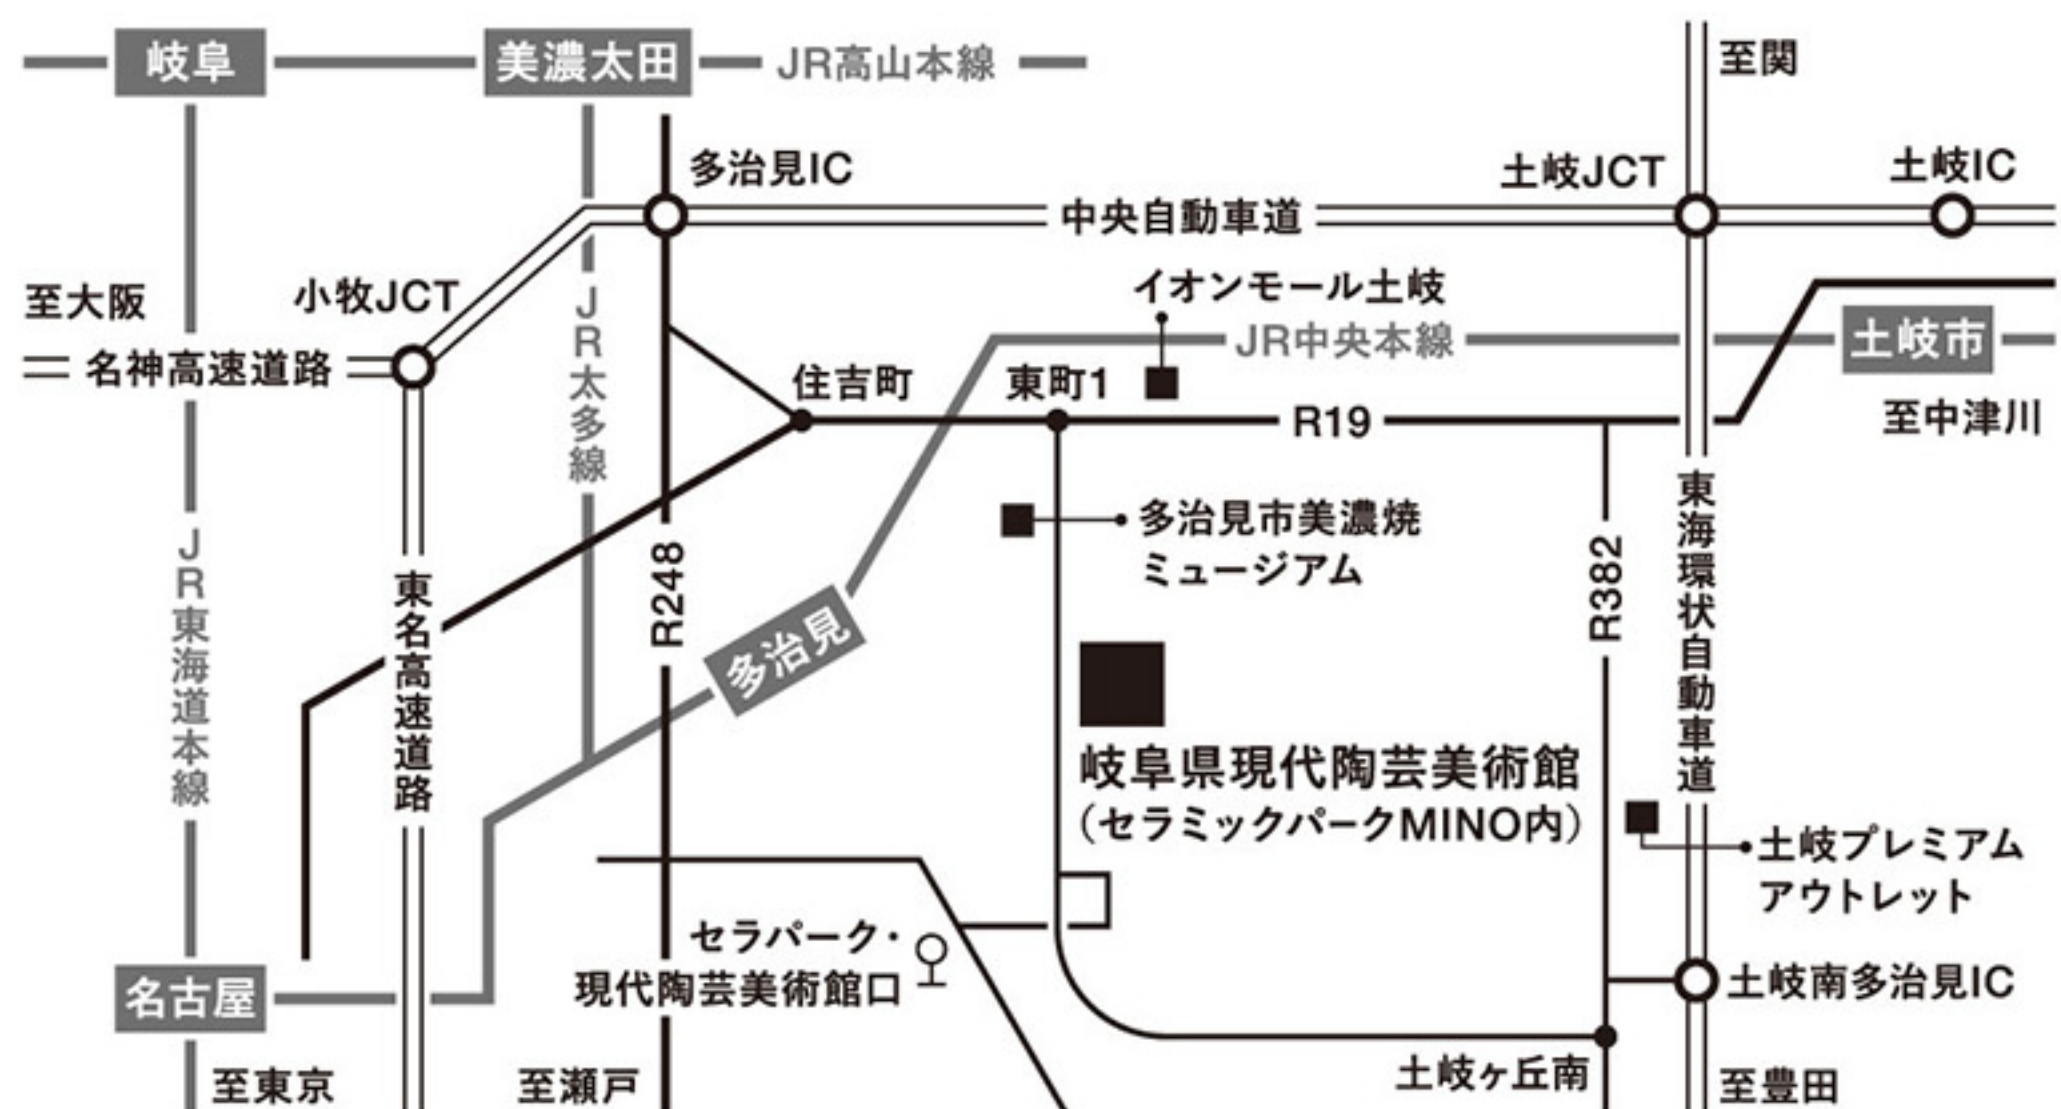 岐阜
美濃太田
JR高山本線
至関
多治見IC
土岐JCT
土岐IC
中央自動車道
イオンモール土岐
至大阪
小牧JCT
名神高速道路
JR太多線
JR中央本線
土岐市
住吉町
東町1
R19
至中津川
多治見市美濃焼
ミュージアム
R248
R382
東海環状自動車道
JR東海道本線
東名高速道路
多治見
岐阜県現代陶芸美術館
（セラミックパークMINO内）
土岐プレミアム
アウトレット
セラパーク・
現代陶芸美術館口
名古屋
土岐南多治見IC
至東京
至瀬戸
土岐ヶ丘南
至豊田